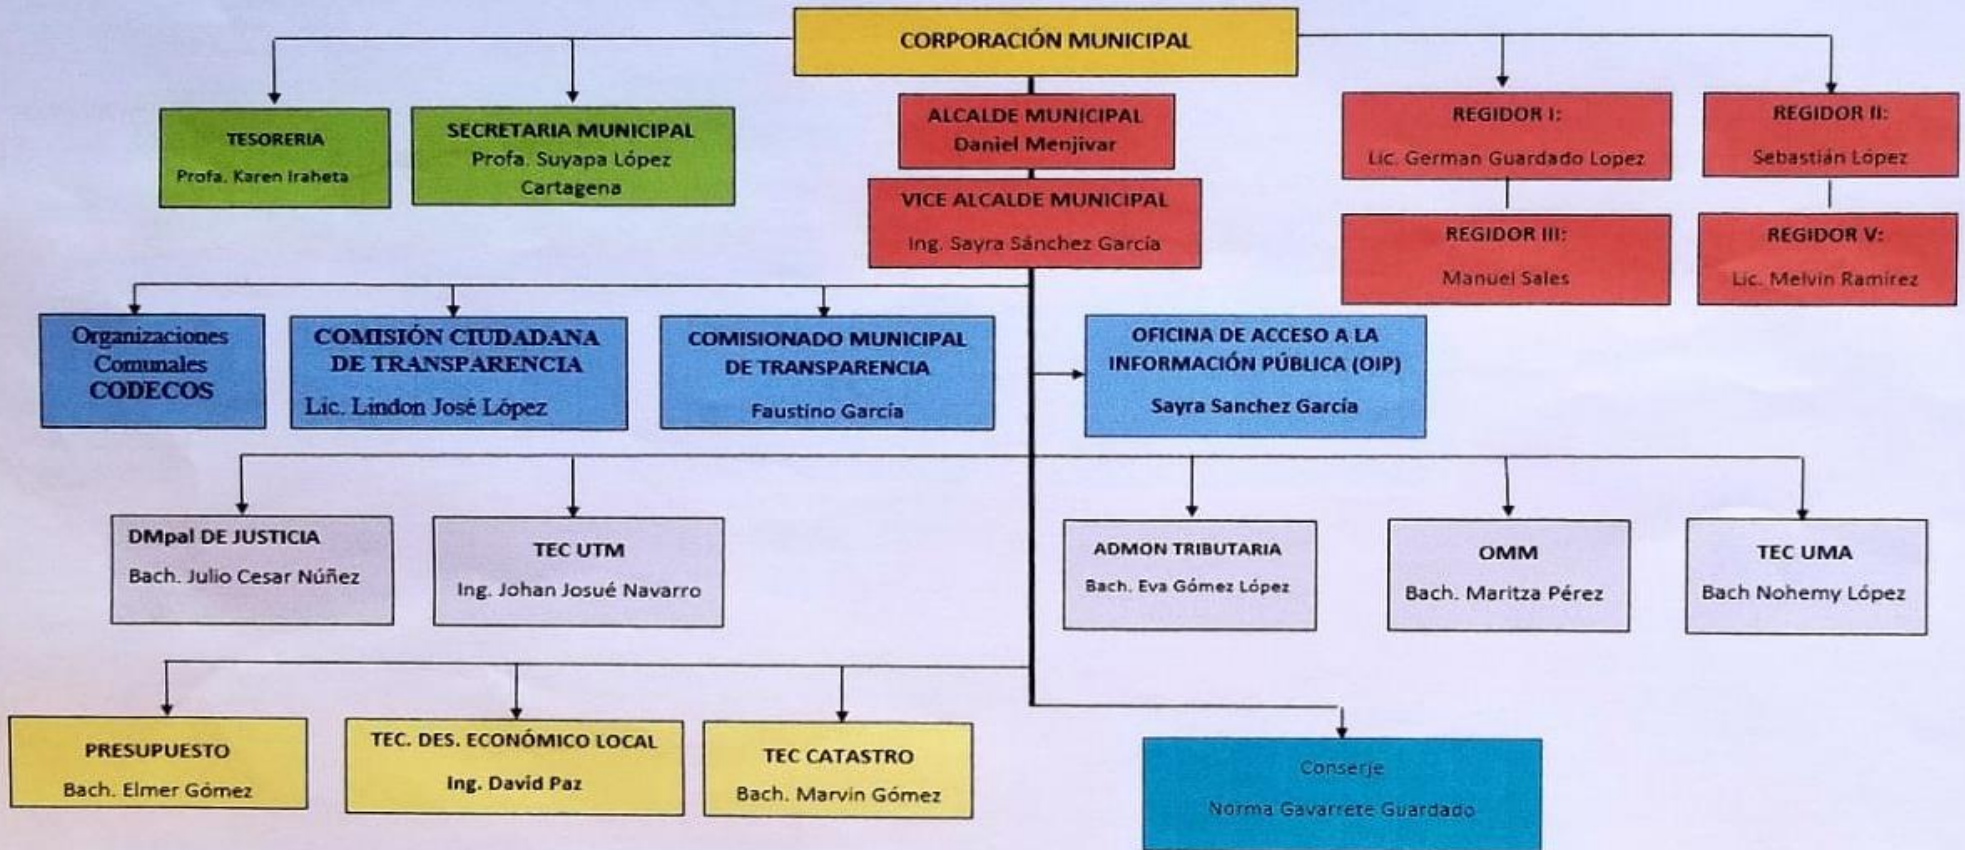 CORPORACIÓN MUNICIPAL
TESORERIA
Profa. Karen Iraheta
SECRETARIA MUNICIPAL
Profa. Suyapa López
Cartagena
ALCALDE MUNICIPAL
Daniel Menjivar
VICE ALCALDE MUNICIPAL
Ing. Sayra Sánchez García
REGIDOR I:
Lic. German Guardado Lopez
REGIDOR II:
Sebastián López
REGIDOR III:
Manuel Sales
REGIDOR V:
Lic. Melvin Ramírez
Organizaciones
Comunales
CODECOS
COMISIÓN CIUDADANA
DE TRANSPARENCIA
Lic. Lindon José López
COMISIONADO MUNICIPAL
DE TRANSPARENCIA
Faustino García
OFICINA DE ACCESO A LA
INFORMACIÓN PÚBLICA (OIP)
Sayra Sanchez García
DMpal DE JUSTICIA
Bach. Julio Cesar Núñez
TEC UTM
Ing. Johan Josué Navarro
ADMON TRIBUTARIA
Bach. Eva Gómez López
OMM
Bach. Maritza Pérez
TEC UMA
Bach Nohemy López
PRESUPUESTO
Bach. Elmer Gómez
TEC. DES. ECONÓMICO LOCAL
Ing. David Paz
TEC CATASTRO
Bach. Marvin Gómez
Conserje
Norma Gavarrete Guardado